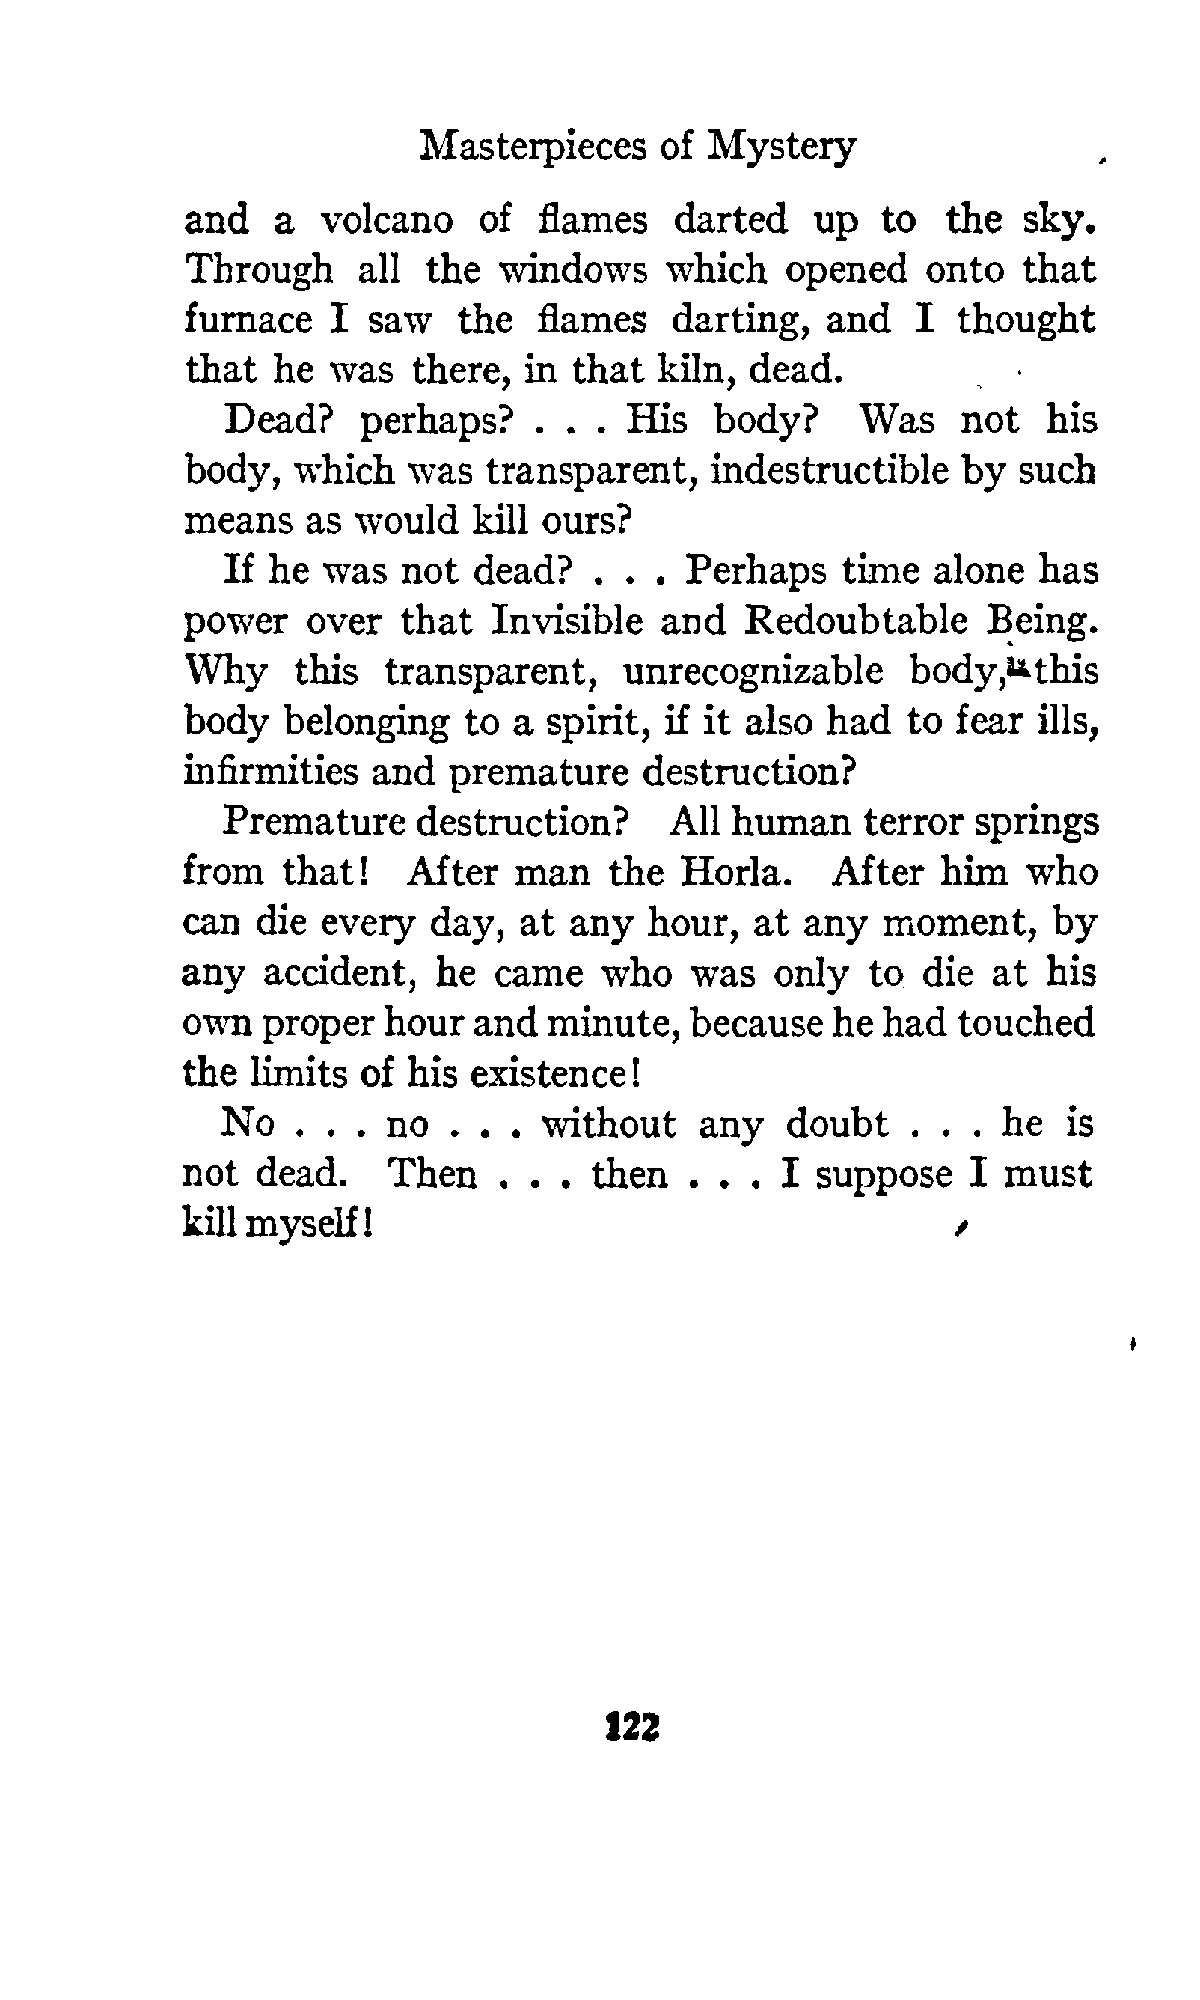 Masterpieces of Mystery
and a volcano of flames darted up to the sky.
Through all the windows which opened onto that
furnace I saw the flames darting, and I thought
that he was there, in that kiln, dead.
Dead? perhaps? . . . His body? Was not his
body, which was transparent, indestructible by such
means as would kill ours?
If he was not dead? . . . Perhaps time alone has
power over that Invisible and Redoubtable Being.
Why this transparent, unrecognizable body, this
body belonging to a spirit, if it also had to fear ills,
infirmities and premature destruction?
Premature destruction? All human terror springs
from that! After man the Horla. After him who
can die every day, at any hour, at any moment, by
any accident, he came who was only to die at his
own proper hour and minute, because he had touched
the limits of his existence!
No . . . no . . . without any doubt . . . he is
not dead. Then . . . then . . . I suppose I must
kill myself!
122